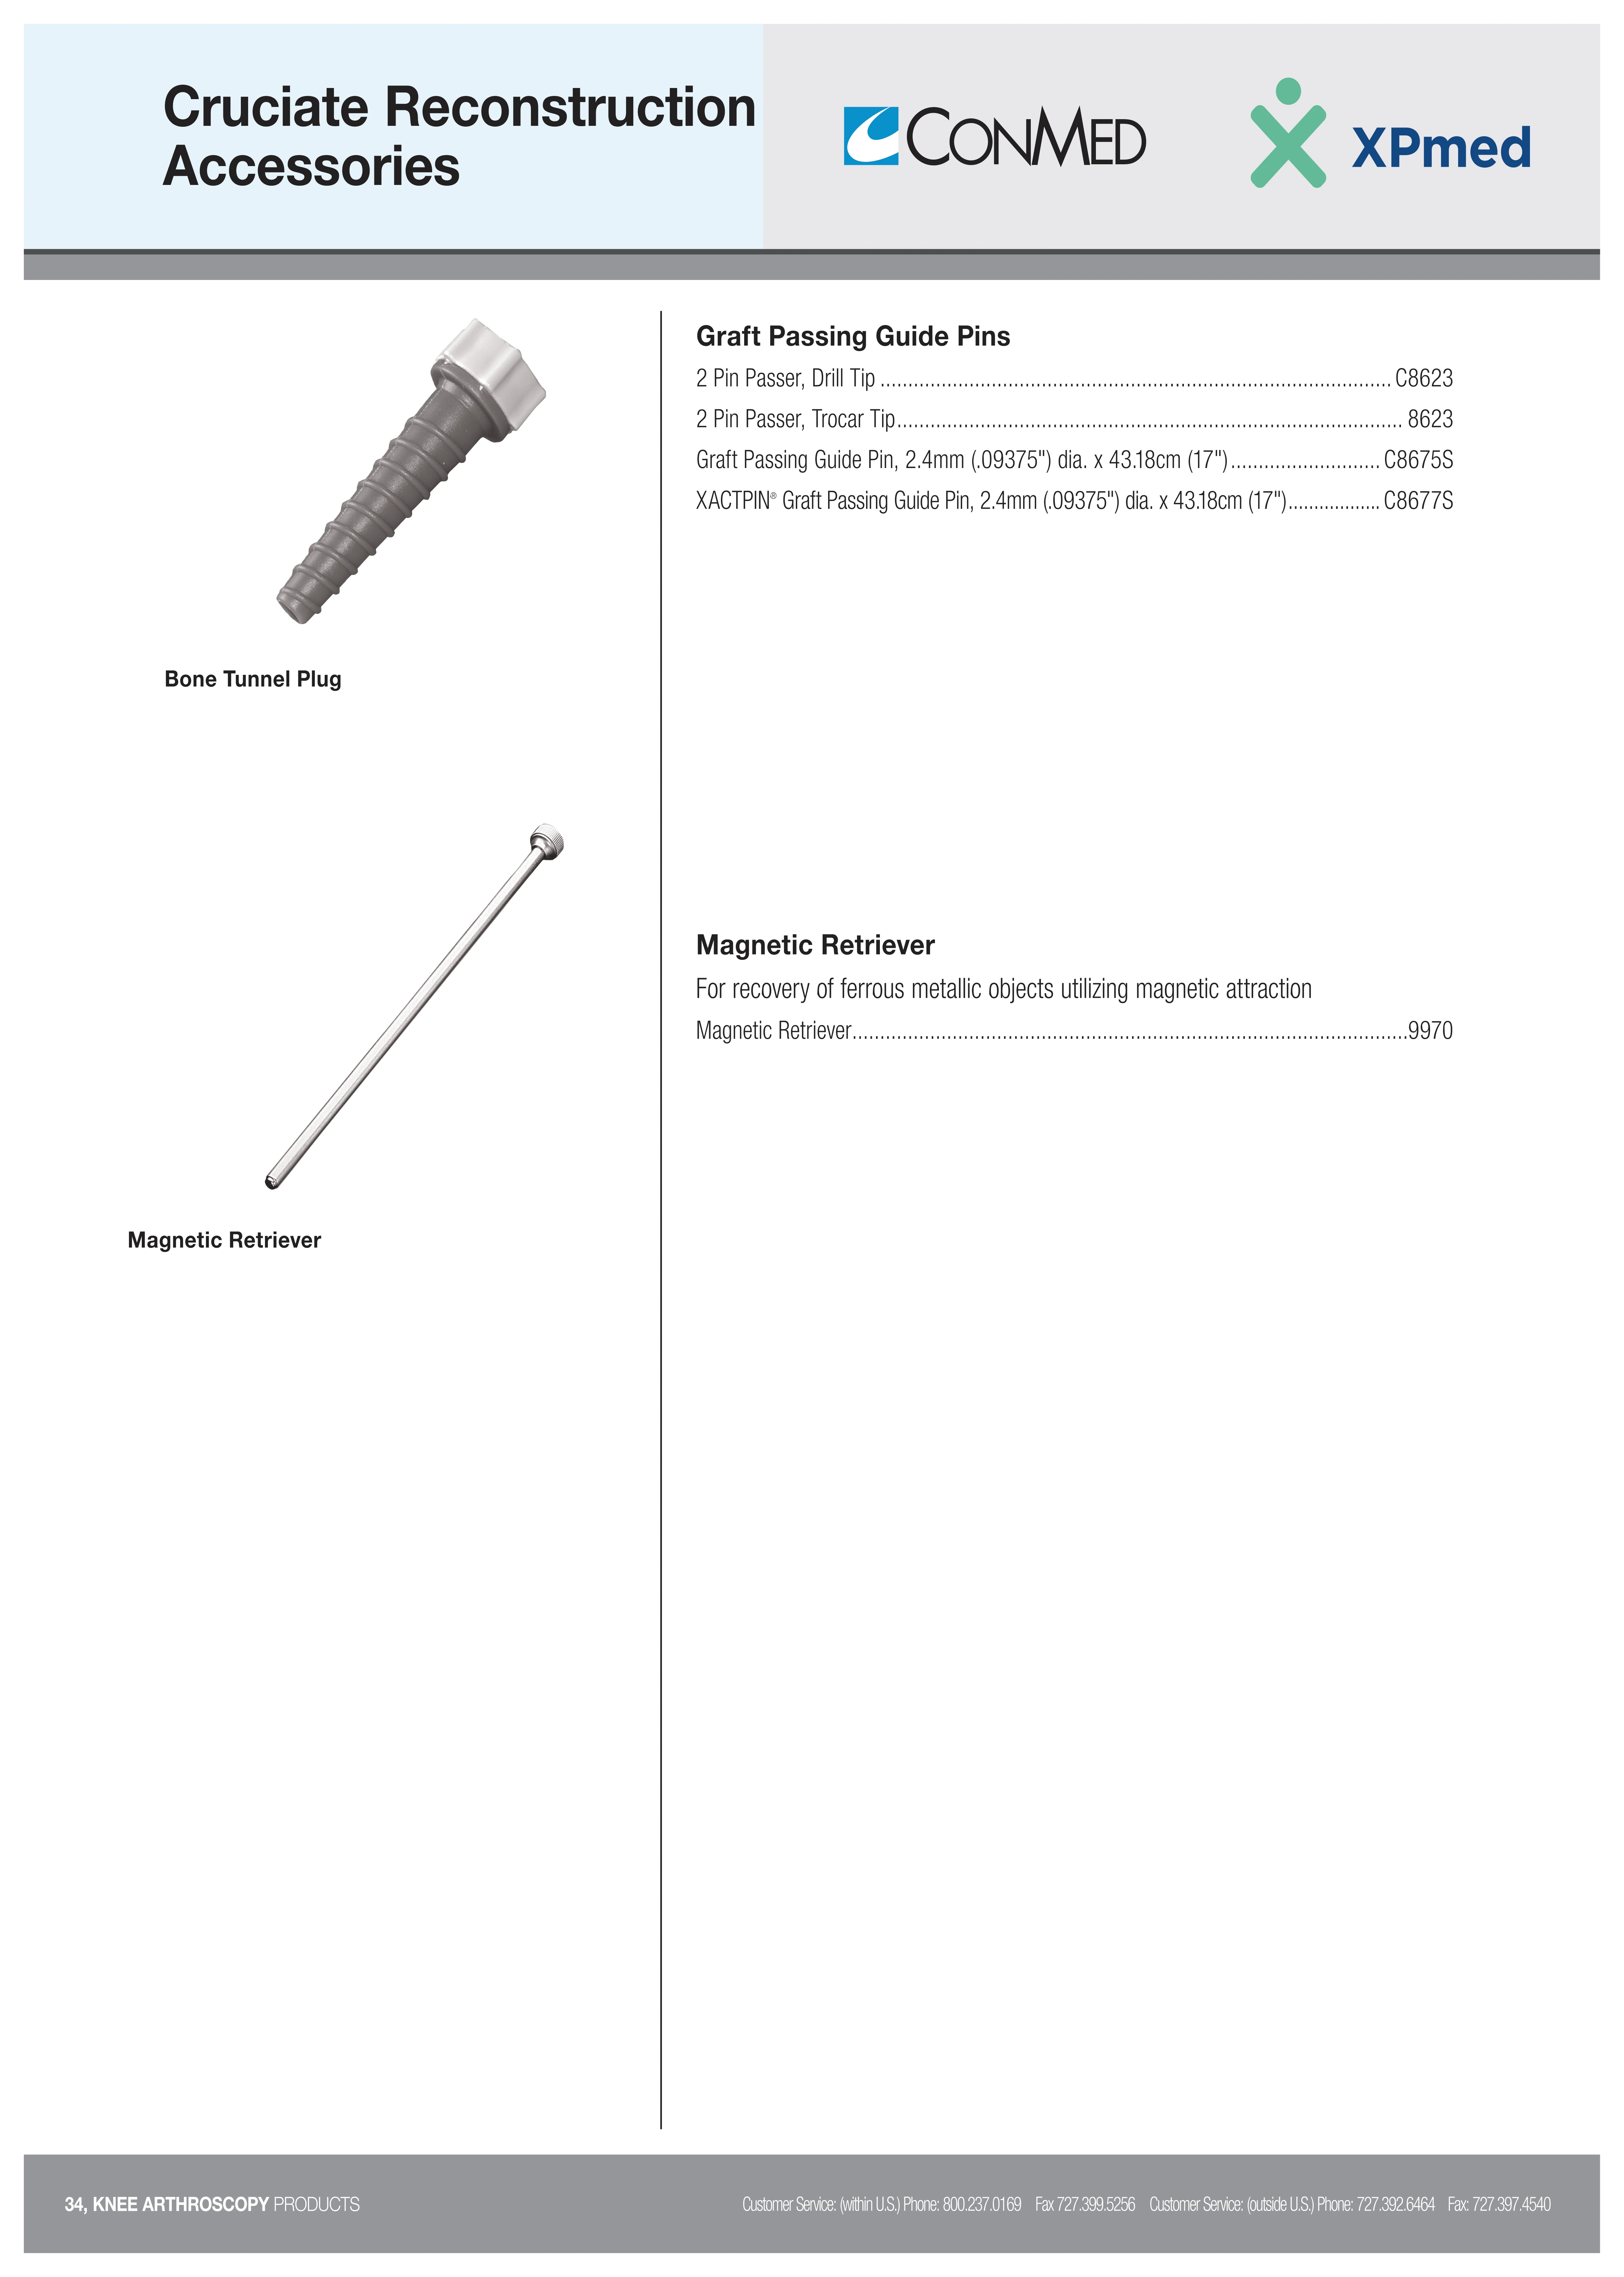 Cruciate Reconstruction
Accessories
CONMED
XPmed
Bone Tunnel Plug
Magnetic Retriever
Graft Passing Guide Pins
2 Pin Passer, Drill Tip ............................................................................................ C8623
2 Pin Passer, Trocar Tip........................................................................................... 8623
Graft Passing Guide Pin, 2.4mm (.09375") dia. x 43.18cm (17")........................... C8675S
XACTPIN® Graft Passing Guide Pin, 2.4mm (.09375") dia. x 43.18cm (17").................. C8677S
Magnetic Retriever
For recovery of ferrous metallic objects utilizing magnetic attraction
Magnetic Retriever....................................................................................................9970
34, KNEE ARTHROSCOPY PRODUCTS
Customer Service: (within U.S.) Phone: 800.237.0169 Fax 727.399.5256 Customer Service: (outside U.S.) Phone: 727.392.6464 Fax: 727.397.4540